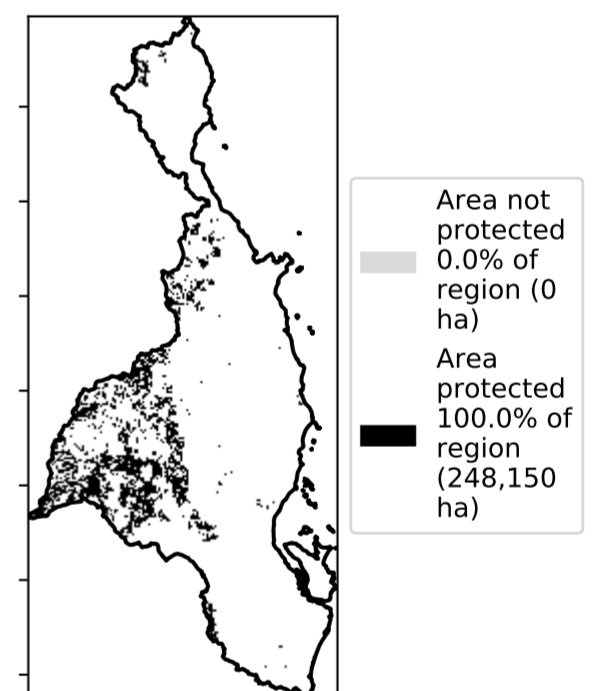 Area not
protected
0.0% of
region (0
ha)
Area
protected
100.0% of
region
(248,150
ha)